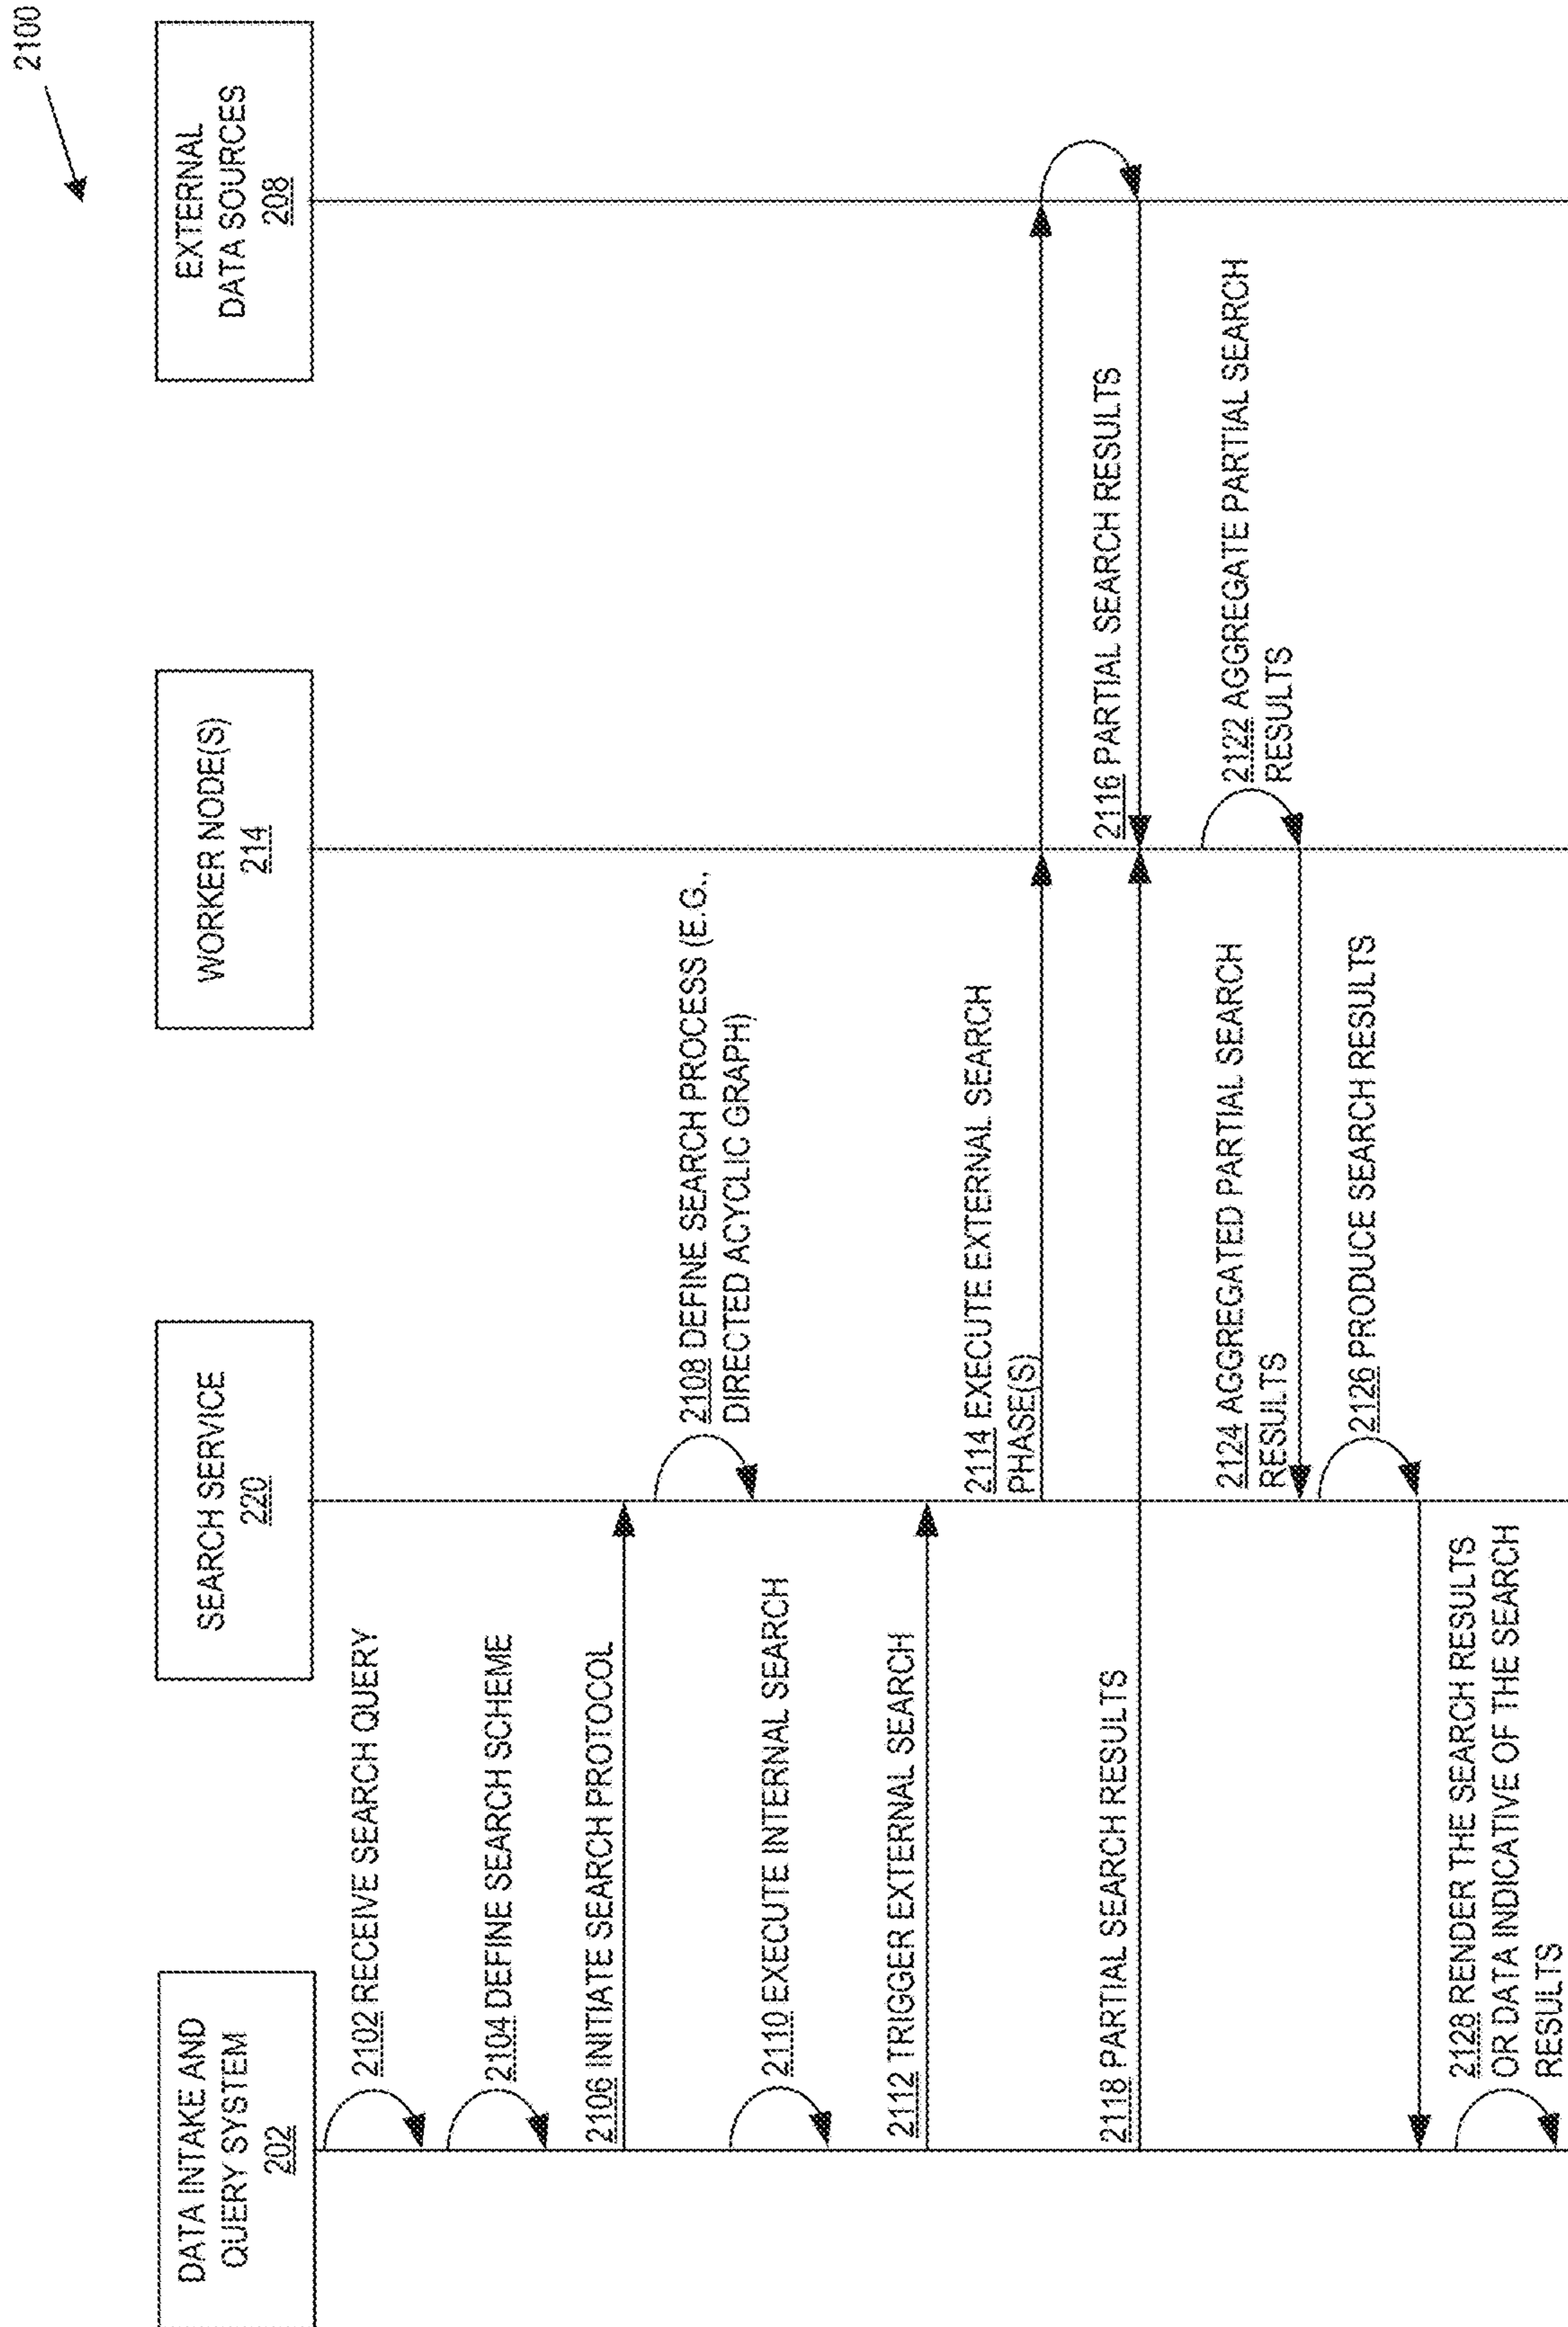 2100
DATA INTAKE AND
QUERY SYSTEM
202
SEARCH SERVICE
220
WORKER NODE(S)
214
EXTERNAL
DATA SOURCES
208
2102 RECEIVE SEARCH QUERY
2104 DEFINE SEARCH SCHEME
2106 INITIATE SEARCH PROTOCOL
2108 DEFINE SEARCH PROCESS (E.G.,
DIRECTED ACYCLIC GRAPH)
2110 EXECUTE INTERNAL SEARCH
2112 TRIGGER EXTERNAL SEARCH
2114 EXECUTE EXTERNAL SEARCH
PHASE(S)
2116 PARTIAL SEARCH RESULTS
2118 PARTIAL SEARCH RESULTS
2122 AGGREGATE PARTIAL SEARCH
RESULTS
2124 AGGREGATED PARTIAL SEARCH
RESULTS
2126 PRODUCE SEARCH RESULTS
2128 RENDER THE SEARCH RESULTS
OR DATA INDICATIVE OF THE SEARCH
RESULTS